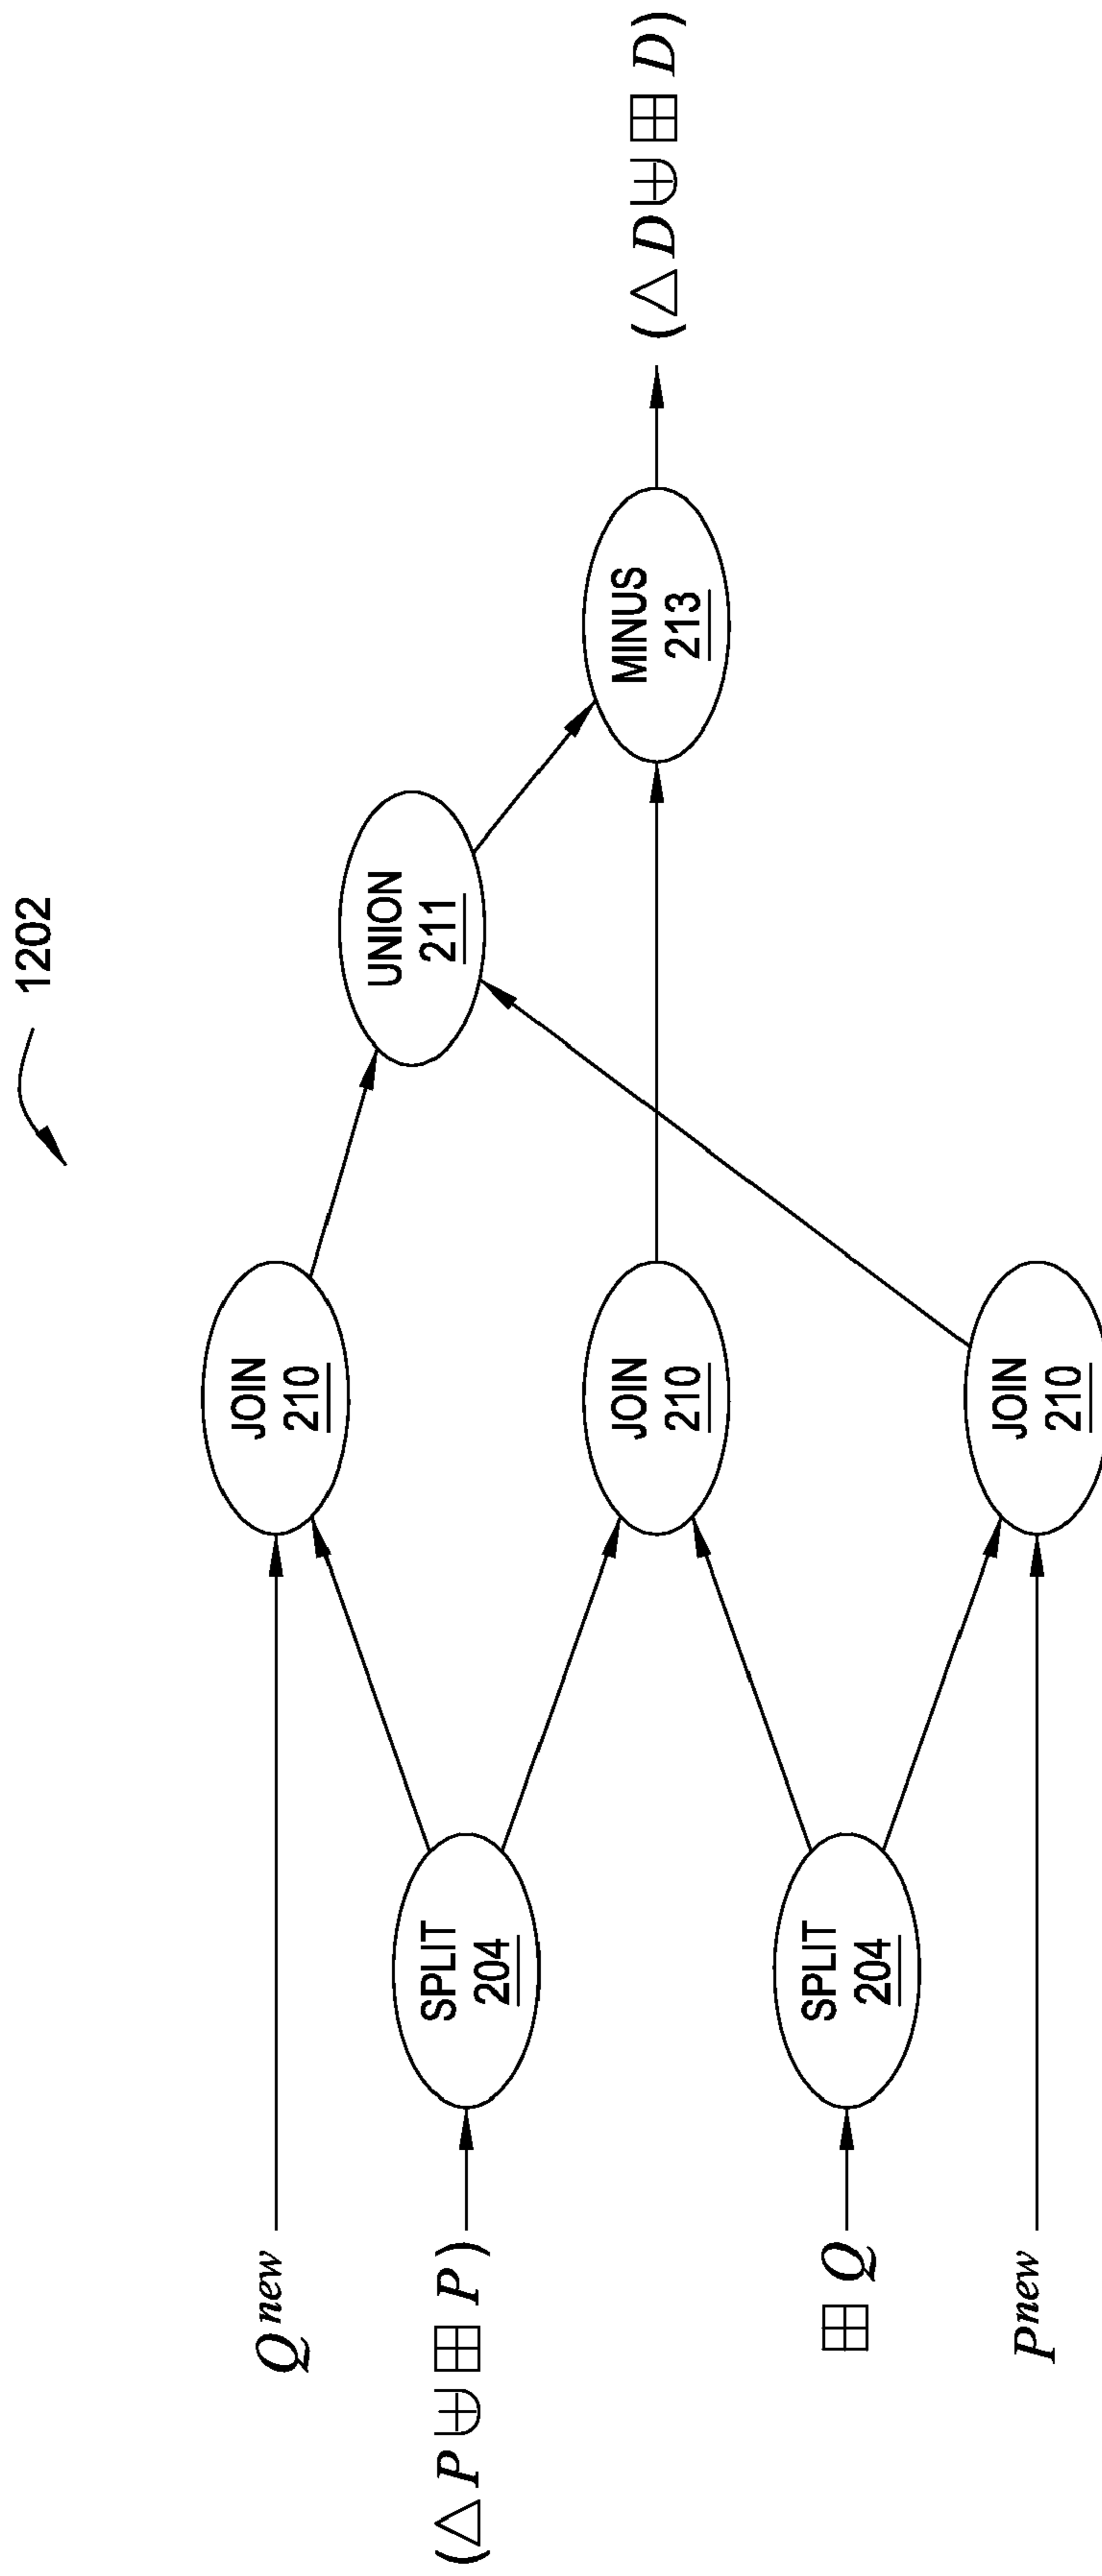 1202
Q new
(△ P ⊎ ⊞ P)
⊞ Q
P new
SPLIT
204
SPLIT
204
JOIN
210
JOIN
210
JOIN
210
UNION
211
MINUS
213
(△ D ⊎ ⊞ D)